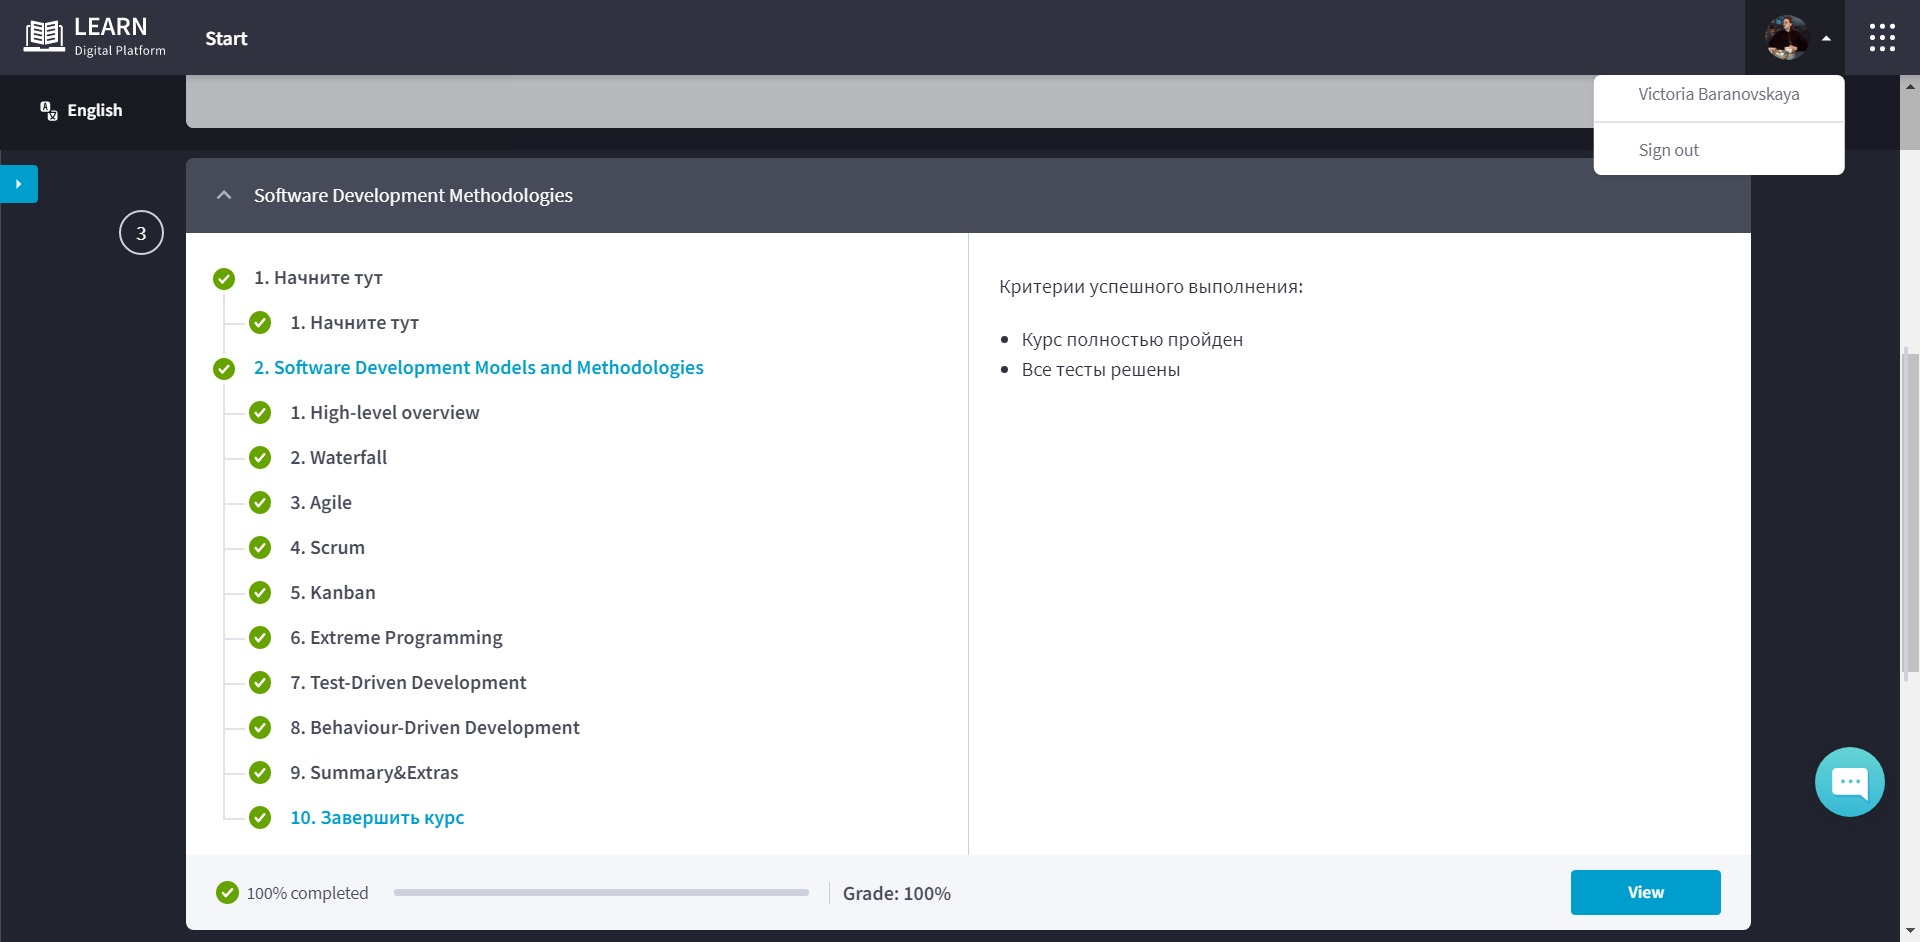 LEARN
Digital Platform
Start
English
Victoria Baranovskaya
Sign out
Software Development Methodologies
3
1. Начните тут
1. Начните тут
2. Software Development Models and Methodologies
1. High-level overview
2. Waterfall
3. Agile
4. Scrum
5. Kanban
6. Extreme Programming
7. Test-Driven Development
8. Behaviour-Driven Development
9. Summary&Extras
10. Завершить курс
Критерии успешного выполнения:
Курс полностью пройден
Все тесты решены
100% completed
Grade: 100%
View